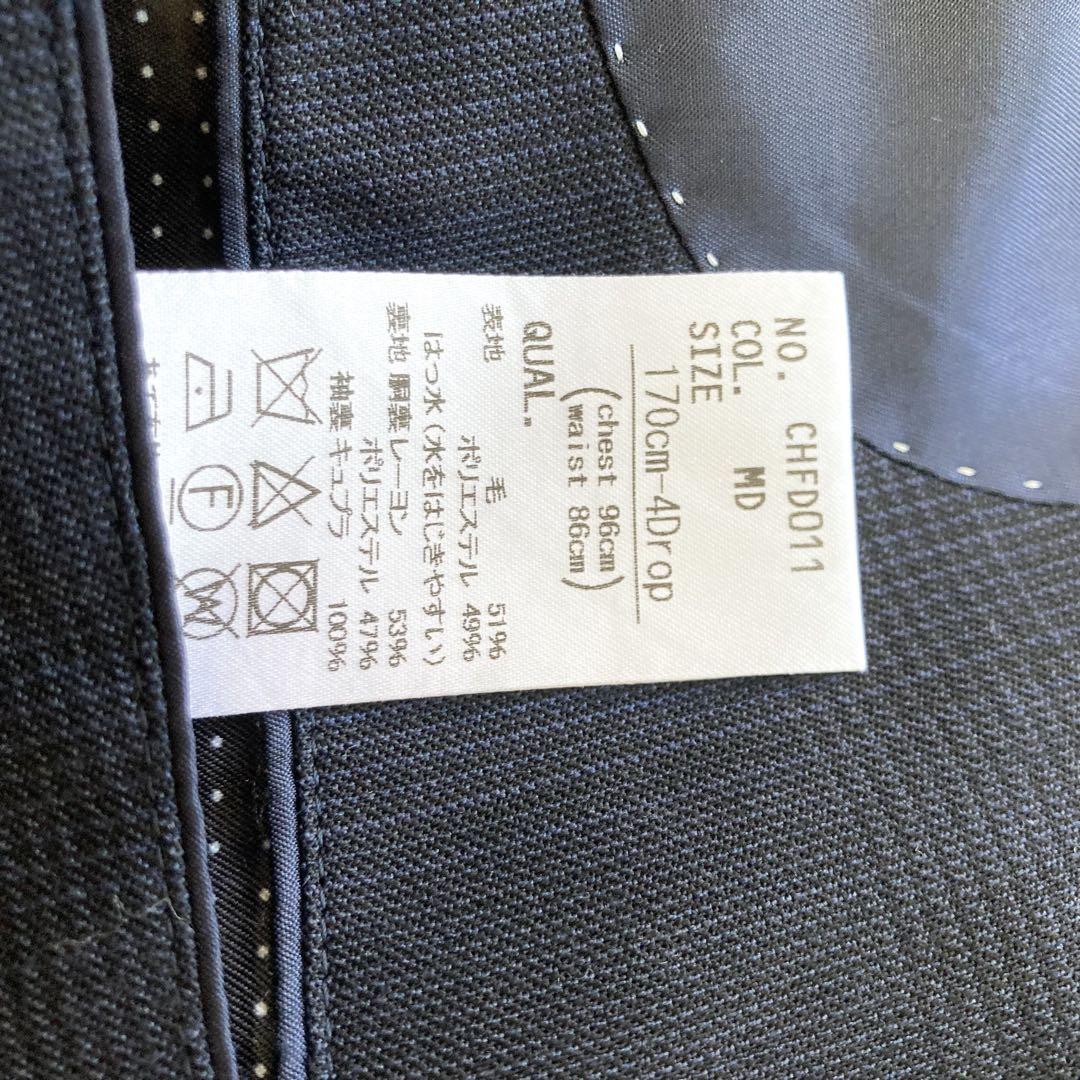 NO. CHFD011
COL. MD
SIZE
170cm-4Drop
(chest 96cm
waist 86cm)
QUAL.
表地 毛 51%
ポリエステル 49%
はっ水(水をはじきやすい)
裏地 胴裏 レーヨン 53%
ポリエステル 47%
袖裏 キュプラ 100%
F
W